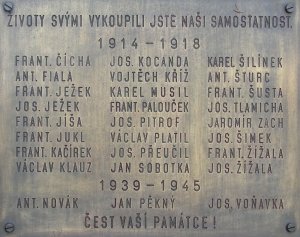 ŽIVOTY SVÝMI VYKOUPILI JSTE NAŠI SAMOSTATNOST.
1914-1918
FRANT. ČÍCHA JOS. KOCANDA KAREL ŠILÍNEK
ANT. FIALA VOJTĚCH KŘÍŽ ANT. ŠTURC
FRANT. JEŽEK KAREL MUSIL FRANT. ŠUSTA
JOS. JEŽEK FRANT. PALOUČEK JOS. TLAMICHA
FRANT. JÍŠA JOS. PITROF JAROMÍR ZACH
FRANT. JUKL VÁCLAV PLATIL JOS. ŠIMEK
FRANT. KAČÍREK JOS. PŘEUČIL FRANT. ŽÍŽALA
VÁCLAV KLAUZ JAN SOBOTKA JOS. ŽÍŽALA
1939-1945
ANT. NOVÁK JAN PĚKNÝ JOS. VOŇAVKA
ČEST VAŠÍ PAMÁTCE!